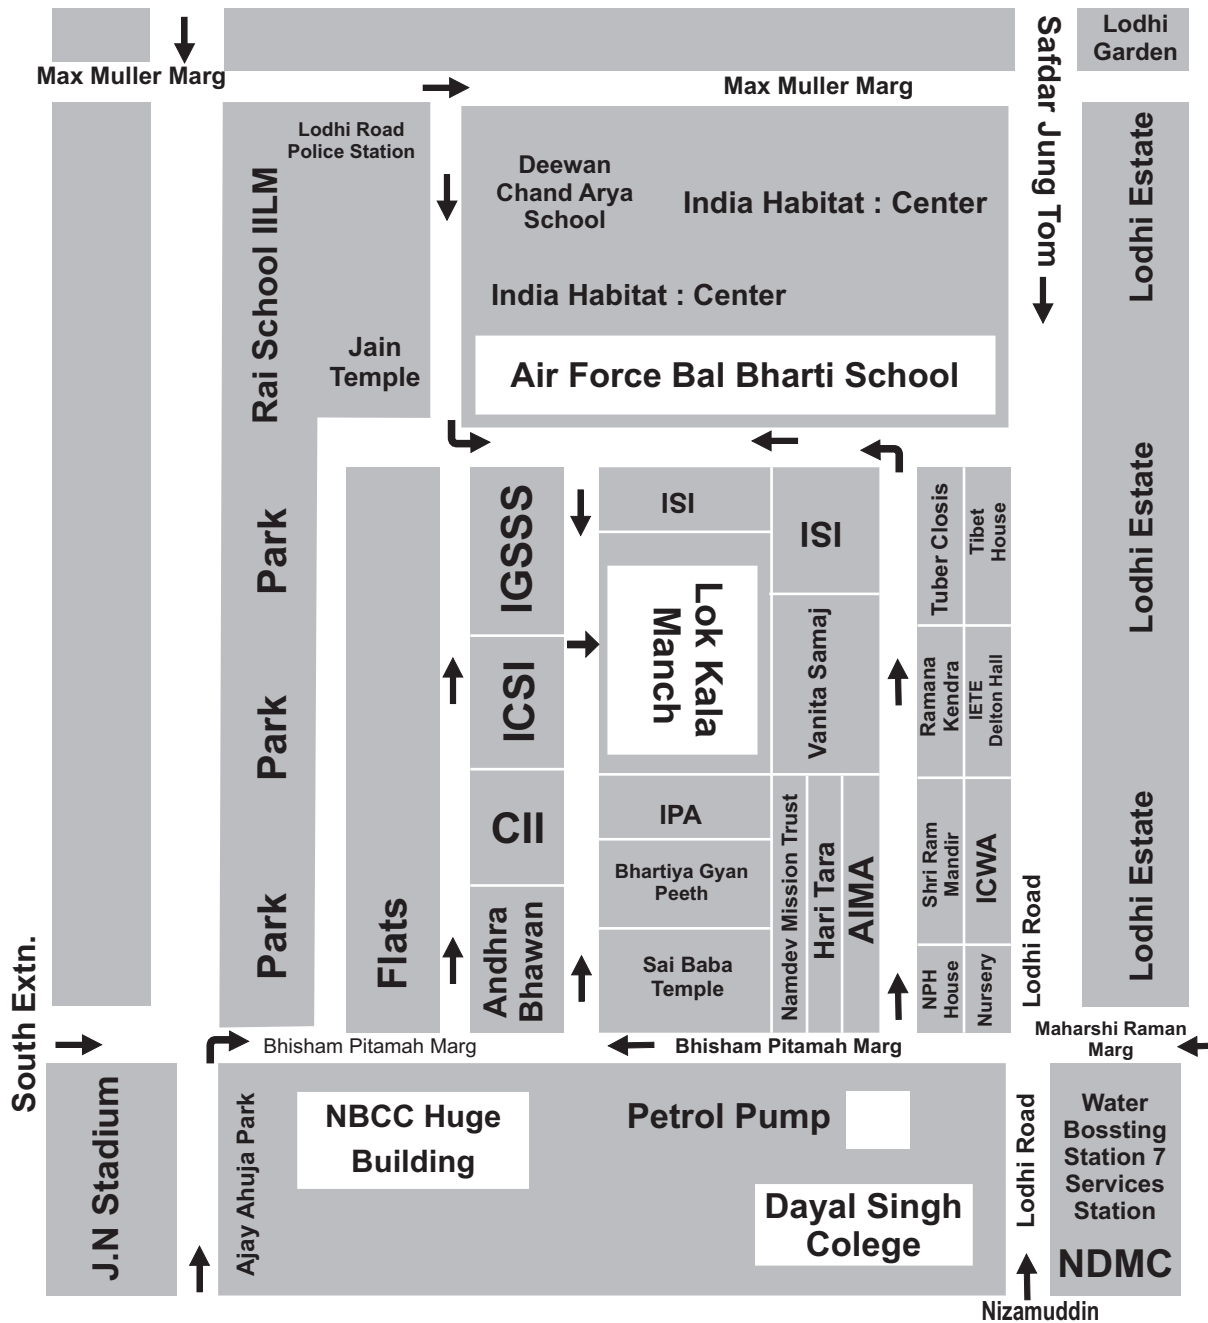 Lodhi
Garden
Max Muller Marg
Max Muller Marg
Safdar Jung Tom
Lodhi Road
Police Station
Rai School IILM
Deewan
Chand Arya
School
India Habitat : Center
India Habitat : Center
Lodhi Estate
Jain
Temple
Air Force Bal Bharti School
Park
IGSSS
ISI
ISI
Tuber Closis
Tibet
House
Lodhi Estate
Lok Kala
Manch
Park
ICSI
Vanita Samaj
Ramana
Kendra
IETE
Delton Hall
CII
IPA
Bhartiya Gyan
Peeth
Namdev Mission Trust
Hari Tara
AIMA
Shri Ram
Mandir
ICWA
Lodhi Estate
Park
Flats
Andhra
Bhawan
Sai Baba
Temple
NPH
House
Nursery
Lodhi Road
South Extn.
Bhisham Pitamah Marg
Bhisham Pitamah Marg
Maharshi Raman
Marg
J.N Stadium
Ajay Ahuja Park
NBCC Huge
Building
Petrol Pump
Dayal Singh
Colege
Lodhi Road
Water
Bossting
Station 7
Services
Station
NDMC
Nizamuddin